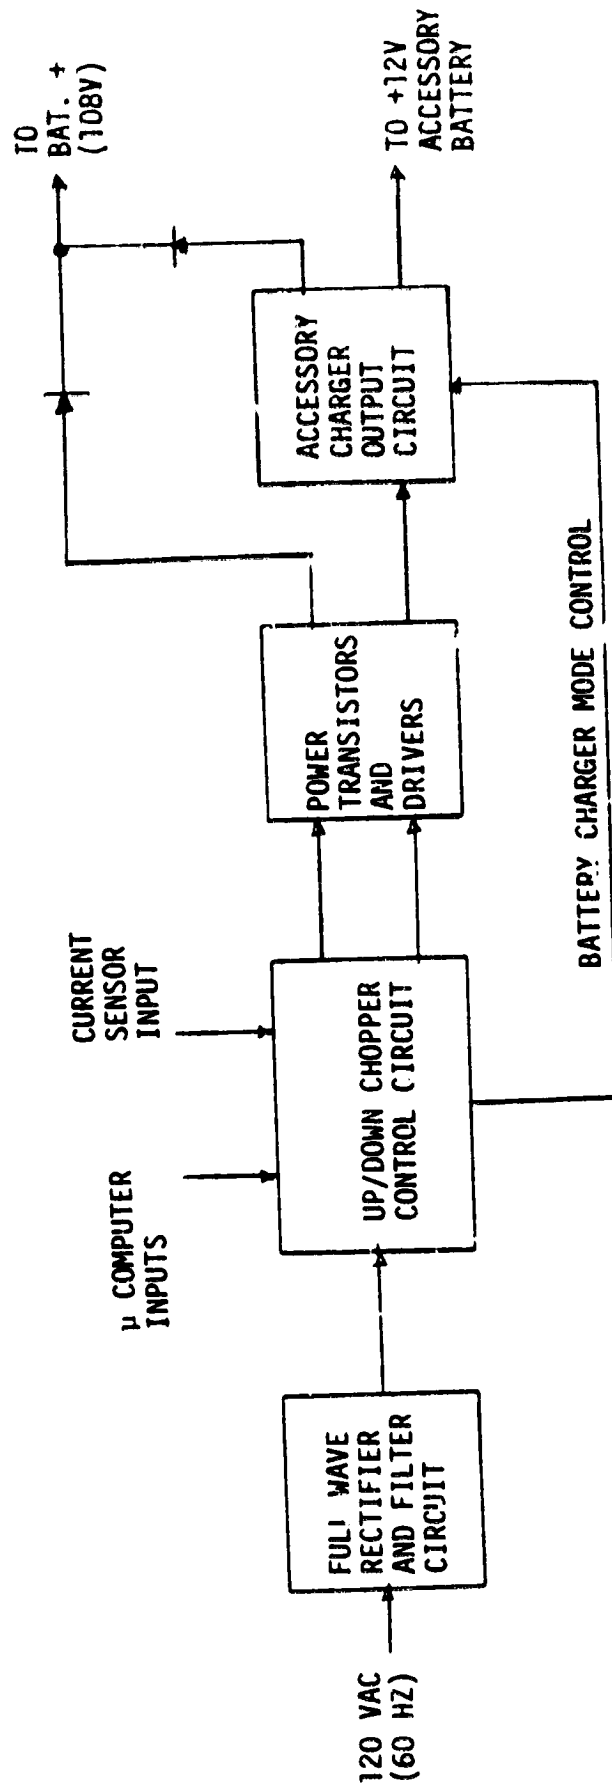 120 VAC
(60 HZ)
FULL WAVE
RECTIFIER
AND FILTER
CIRCUIT
µ COMPUTER
INPUTS
CURRENT
SENSOR
INPUT
UP/DOWN CHOPPER
CONTROL CIRCUIT
POWER
TRANSISTORS
AND
DRIVERS
BATTERY CHARGER MODE CONTROL
ACCESSORY
CHARGER
OUTPUT
CIRCUIT
TO
BAT. +
(108V)
TO +12V
ACCESSORY
BATTERY